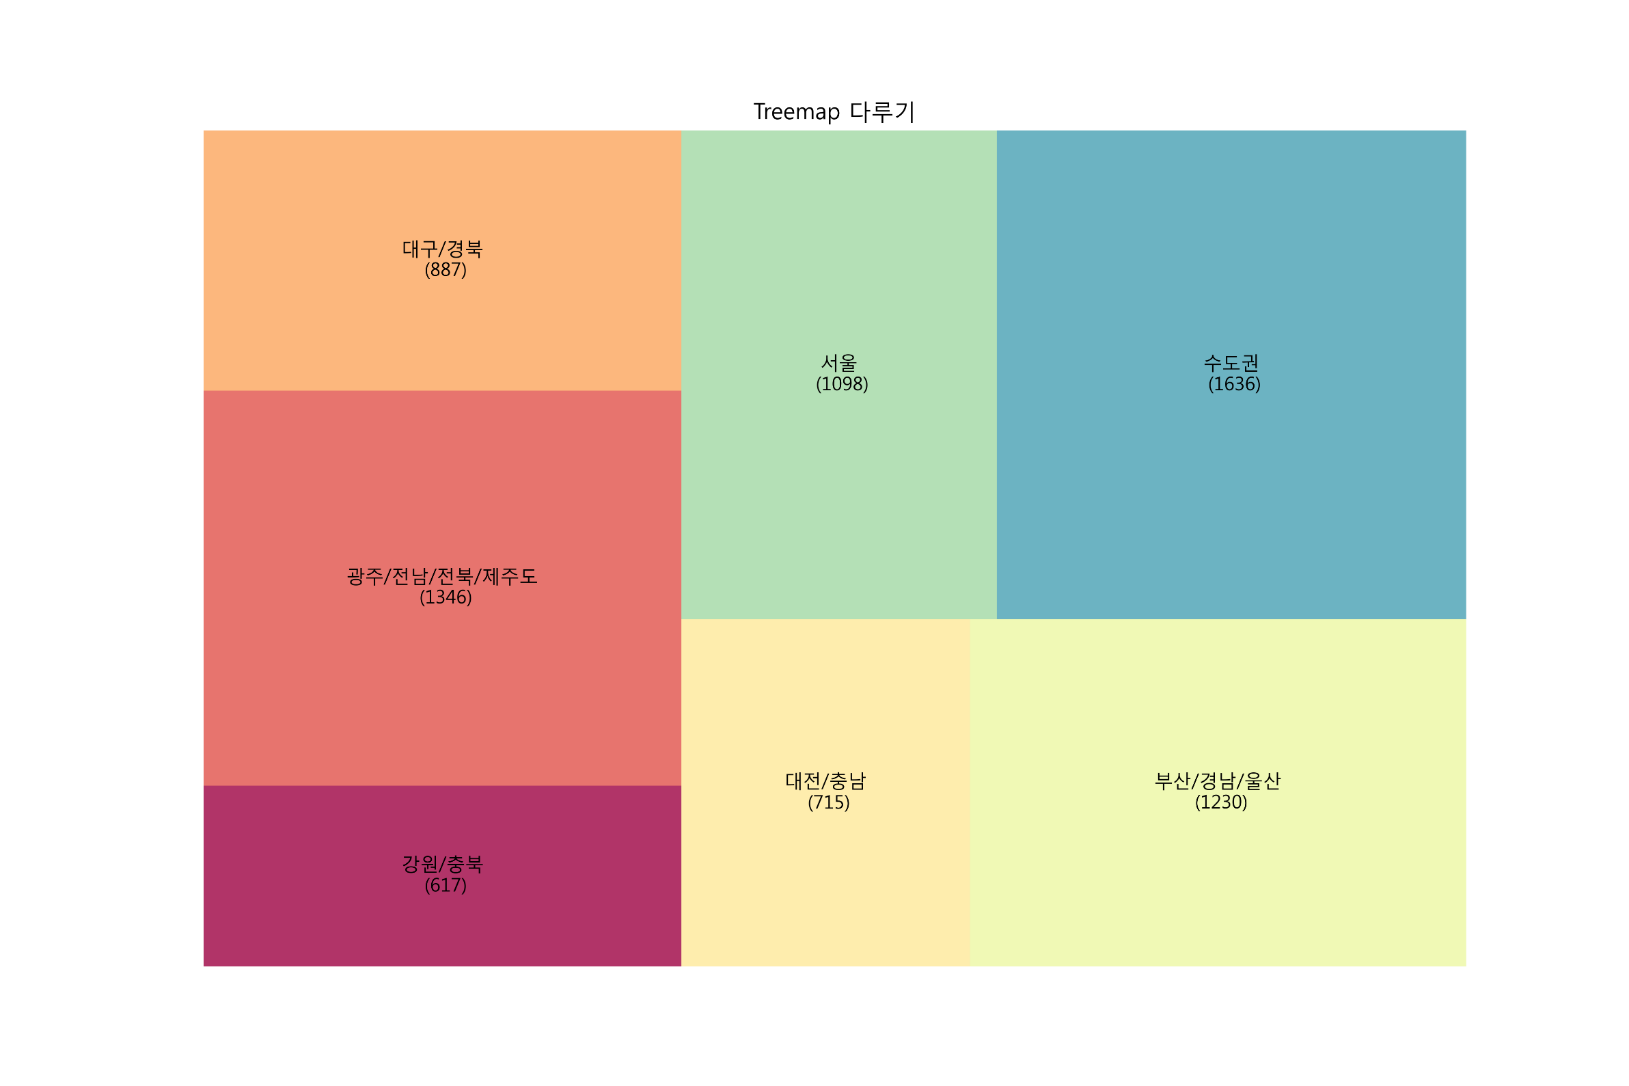 Treemap 다루기
대구/경북
(887)
광주/전남/전북/제주도
(1346)
강원/충북
(617)
서울
(1098)
수도권
(1636)
대전/충남
(715)
부산/경남/울산
(1230)